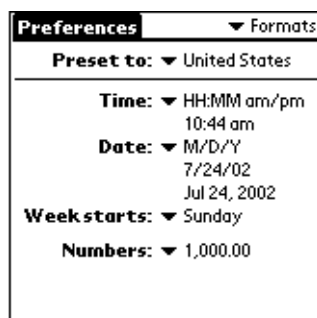 Preferences Formats
Preset to: United States
Time: HH:MM am/pm
10:44 am
Date: M/D/Y
7/24/02
Jul 24, 2002
Week starts: Sunday
Numbers: 1,000.00